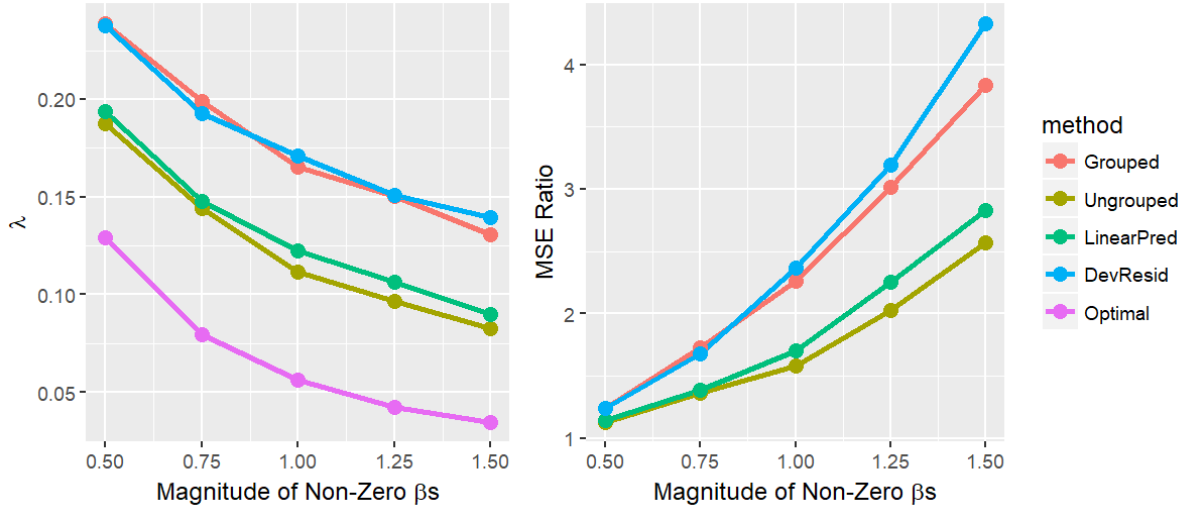 0.20
0.15
0.10
0.05
λ
0.50 0.75 1.00 1.25 1.50
Magnitude of Non-Zero βs
4
3
2
1
MSE Ratio
0.50 0.75 1.00 1.25 1.50
Magnitude of Non-Zero βs
method
Grouped
Ungrouped
LinearPred
DevResid
Optimal